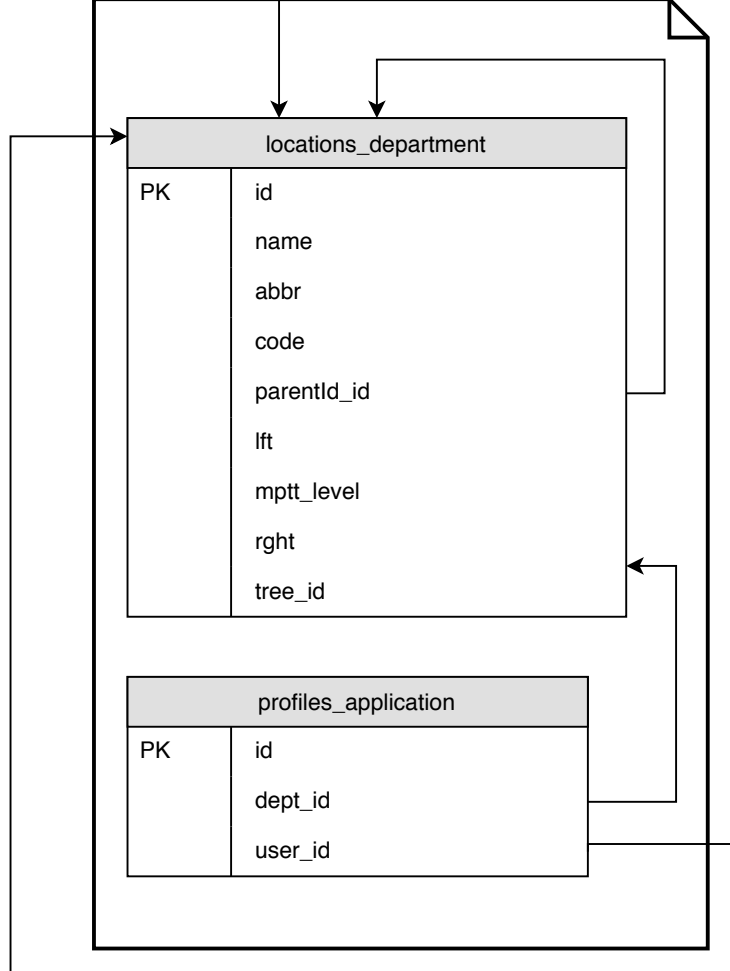 locations_department
PK id
name
abbr
code
parentId_id
lft
mptt_level
rght
tree_id
profiles_application
PK id
dept_id
user_id